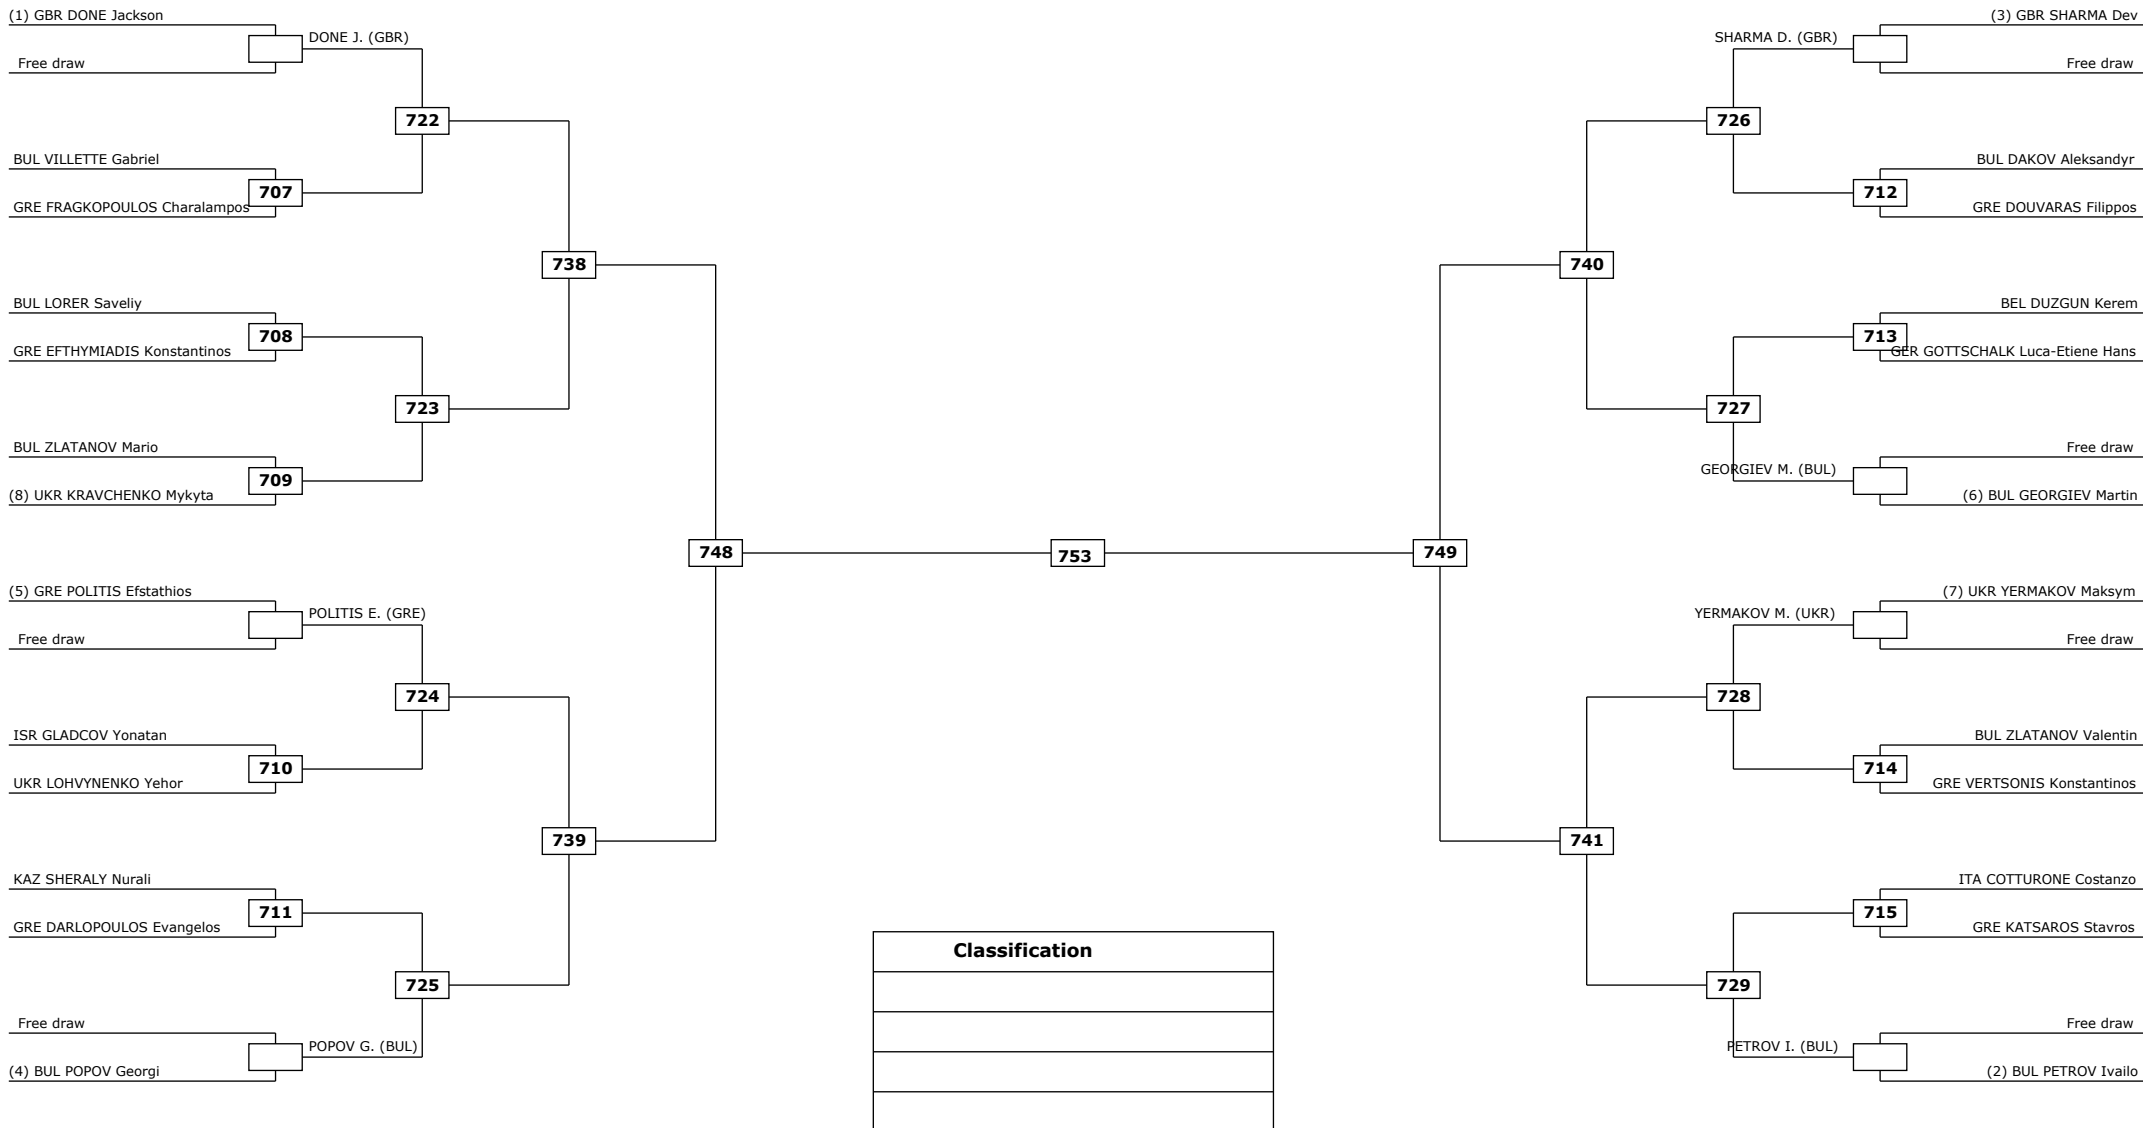 (1) GBR DONE Jackson
DONE J. (GBR)
Free draw
722
BUL VILLETTE Gabriel
707
GRE FRAGKOPOULOS Charalampos
738
BUL LORER Saveliy
708
GRE EFTHYMIADIS Konstantinos
723
BUL ZLATANOV Mario
709
(8) UKR KRAVCHENKO Mykyta
748
(5) GRE POLITIS Efstathios
POLITIS E. (GRE)
Free draw
724
ISR GLADCOV Yonatan
710
UKR LOHVYNENKO Yehor
739
KAZ SHERALY Nurali
711
GRE DARLOPOULOS Evangelos
725
Free draw
POPOV G. (BUL)
(4) BUL POPOV Georgi
753
(3) GBR SHARMA Dev
SHARMA D. (GBR)
Free draw
726
BUL DAKOV Aleksandyr
712
GRE DOUVARAS Filippos
740
BEL DUZGUN Kerem
713
GER GOTTSCHALK Luca-Etiene Hans
727
Free draw
GEORGIEV M. (BUL)
(6) BUL GEORGIEV Martin
749
(7) UKR YERMAKOV Maksym
YERMAKOV M. (UKR)
Free draw
728
BUL ZLATANOV Valentin
714
GRE VERTSONIS Konstantinos
741
ITA COTTURONE Costanzo
715
GRE KATSAROS Stavros
729
Free draw
PETROV I. (BUL)
(2) BUL PETROV Ivailo
Classification